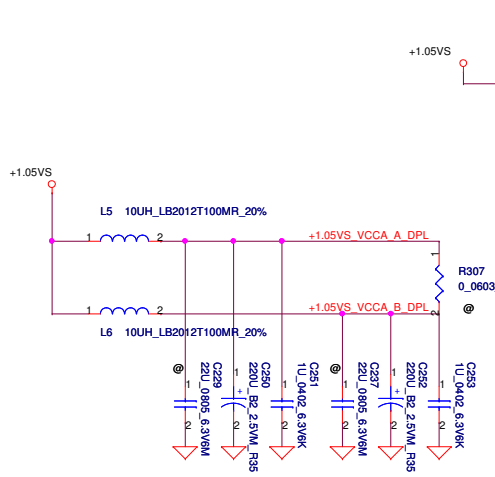 +1.05VS
+1.05VS
L5 10UH_LB2012T100MR_20%
1 2
+1.05VS_VCCA_A_DPL
1
R307
0_0603
@
2
+1.05VS_VCCA_B_DPL
1 2
L6 10UH_LB2012T100MR_20%
@
C229
22U_0805_6.3V6M
1
2
C250
220U_B2_2.5VM_R35
1
+
2
C251
1U_0402_6.3V6K
1
2
@
C237
22U_0805_6.3V6M
1
2
C252
220U_B2_2.5VM_R35
1
+
2
C253
1U_0402_6.3V6K
1
2